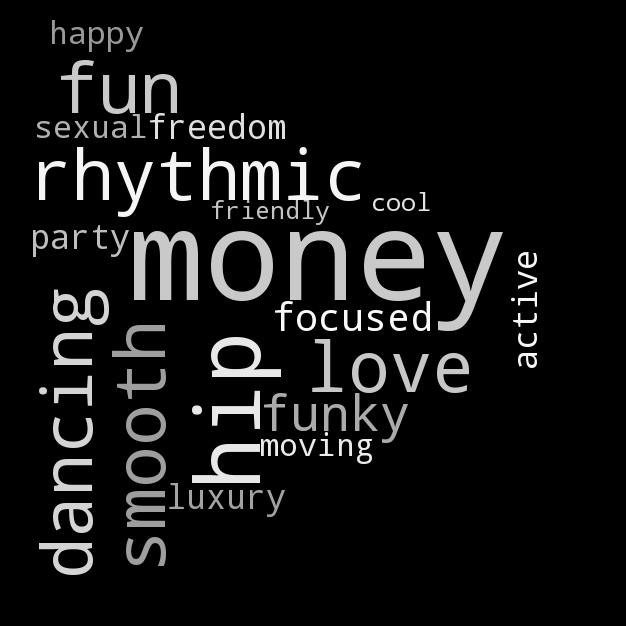 happy
fun
sexual freedom
rhythmic
friendly cool
party money
active
focused
dancing
smooth
hip
love
funky
moving
luxury